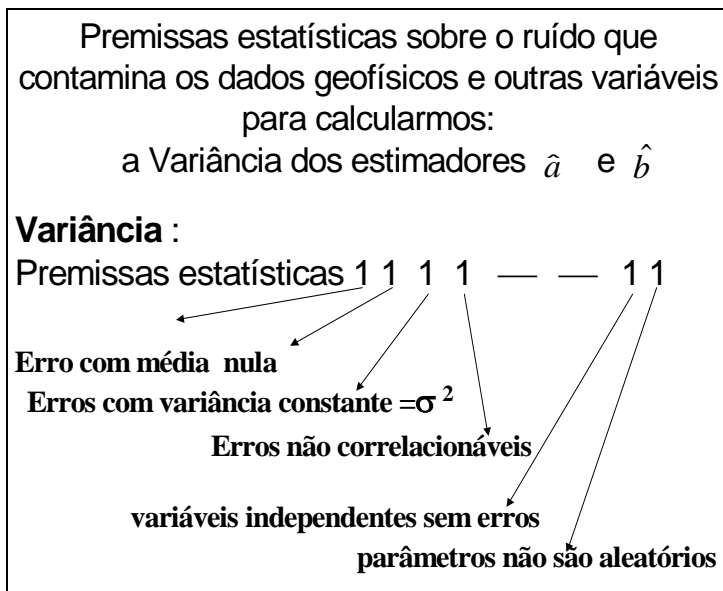 Premissas estatísticas sobre o ruído que
contamina os dados geofísicos e outras variáveis
para calcularmos:
a Variância dos estimadores â e b̂
Variância :
Premissas estatísticas 1 1 1 1 — — 1 1
Erro com média nula
Erros com variância constante =σ²
Erros não correlacionáveis
variáveis independentes sem erros
parâmetros não são aleatórios